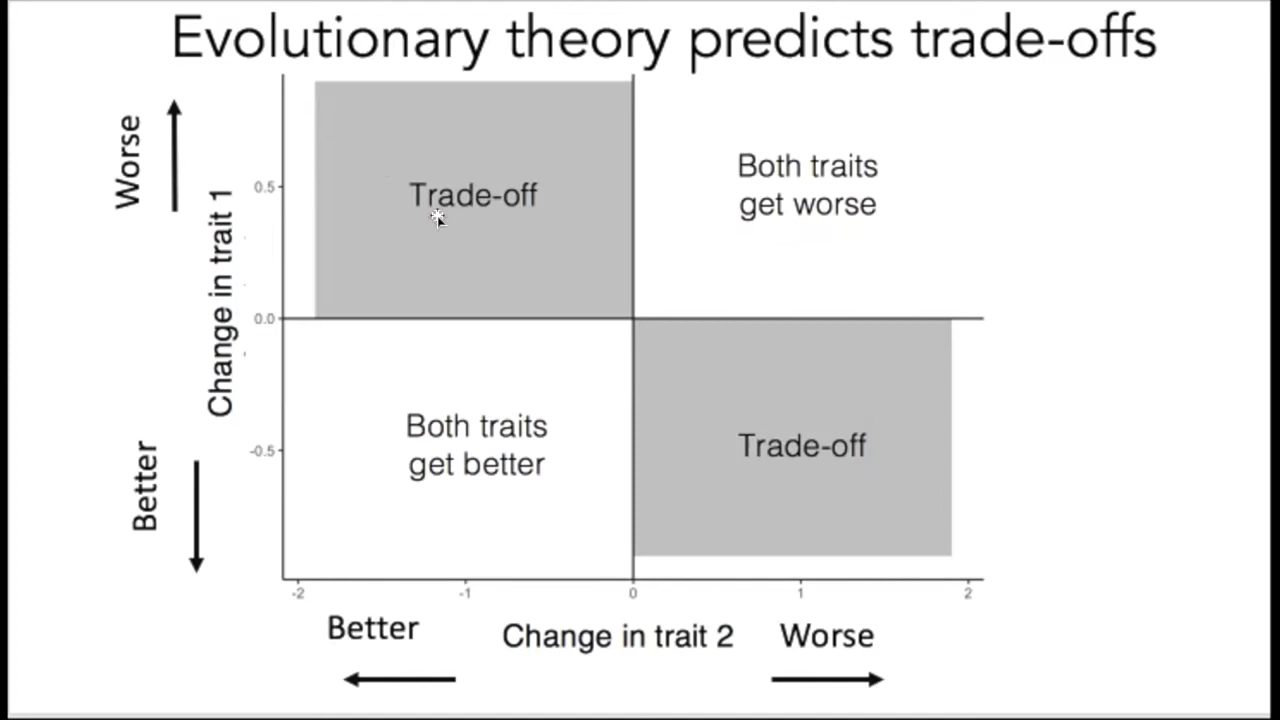 Evolutionary theory predicts trade-offs
Worse
Change in trait 1
Better
0.5
0.0
-0.5
Trade-off
Both traits
get worse
Both traits
get better
Trade-off
-2
-1
0
1
2
Better
Change in trait 2
Worse